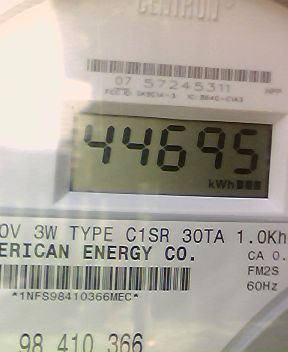 CENTRON®
07 57245311
HPP
44695
kWh
0V 3W TYPE C1SR 30TA 1.0Kh
ERICAN ENERGY CO.
CA 0.
FM2S
60Hz
*1NFS98410366MEC*
98 410 366